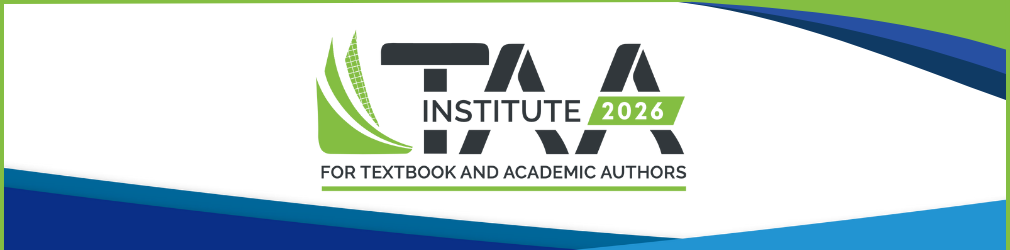 TAA
INSTITUTE 2026
FOR TEXTBOOK AND ACADEMIC AUTHORS